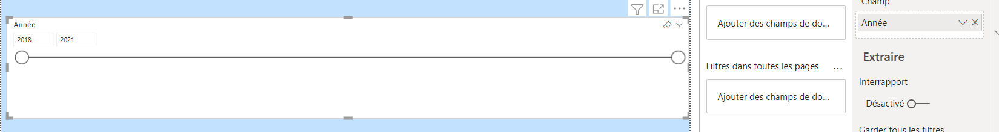 Champ
Année
2018
2021
Ajouter des champs de do...
Année
Extraire
Filtres dans toutes les pages
...
Interrapport
Ajouter des champs de do...
Désactivé
Garder tous les filtres